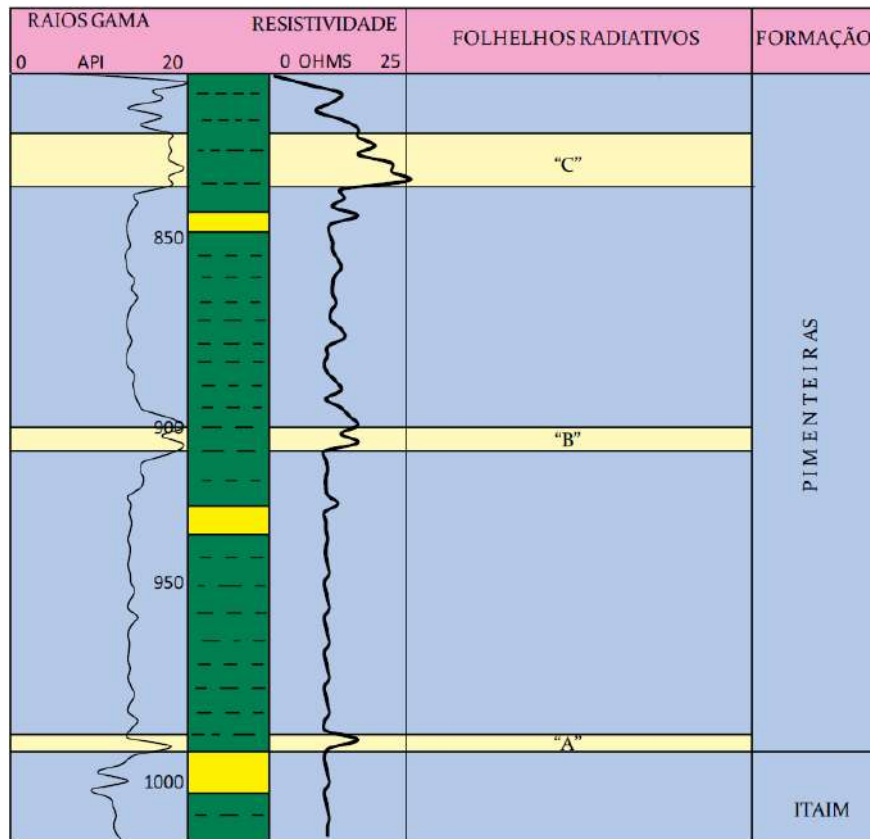 RAIOS GAMA
RESISTIVIDADE
FOLHELHOS RADIATIVOS
FORMAÇÃO
0 API 20
0 OHMS 25
"C"
850
PIMENTEIRAS
900
"B"
950
"A"
1000
ITAIM